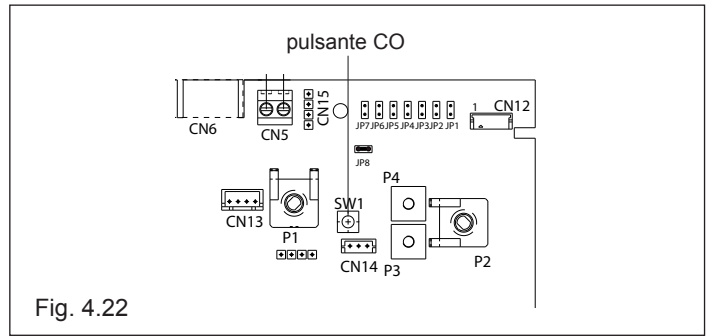 pulsante CO
CN6
CN5
CN15
JP7 JP6 JP5 JP4 JP3 JP2 JP1
1 CN12
JP8
CN13
P1
SW1
CN14
P4
P3
P2
Fig. 4.22